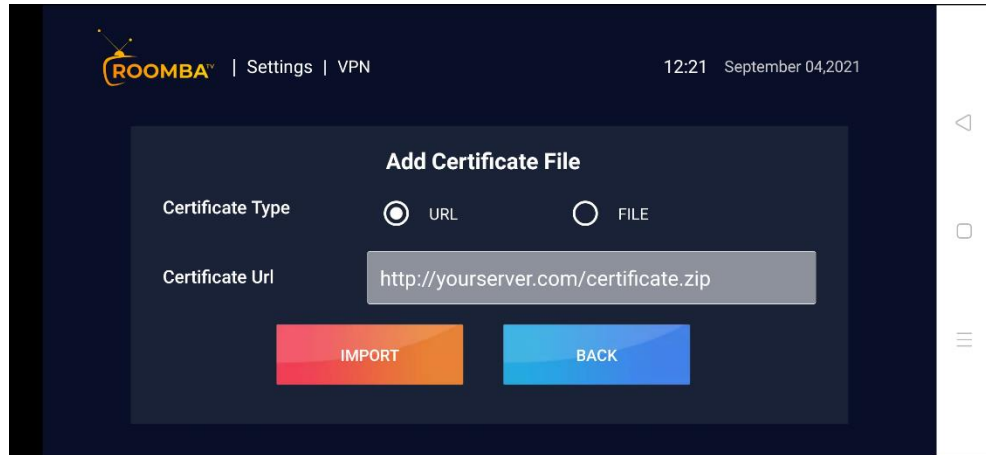 ROOMBA TV | Settings | VPN 12:21 September 04,2021
Add Certificate File
Certificate Type URL FILE
Certificate Url http://yourserver.com/certificate.zip
IMPORT BACK